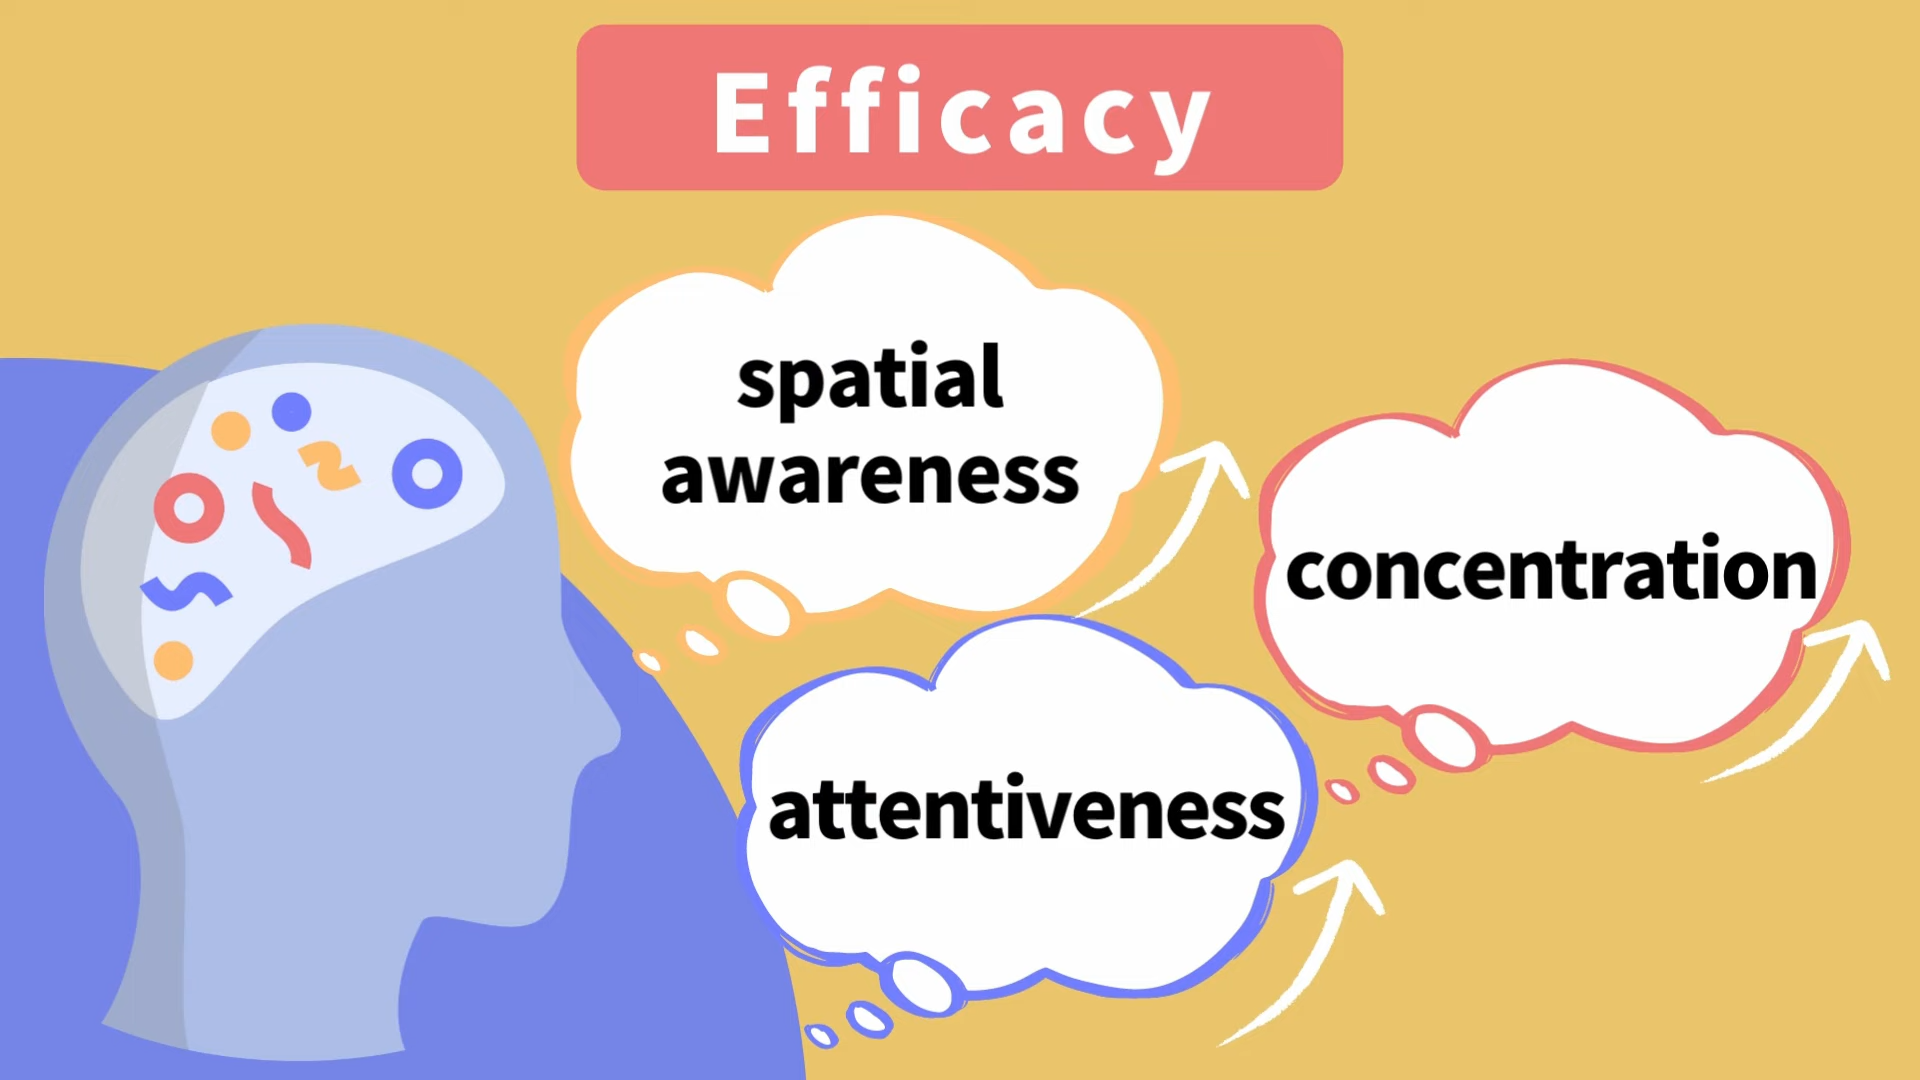 Efficacy
spatial
awareness
concentration
attentiveness